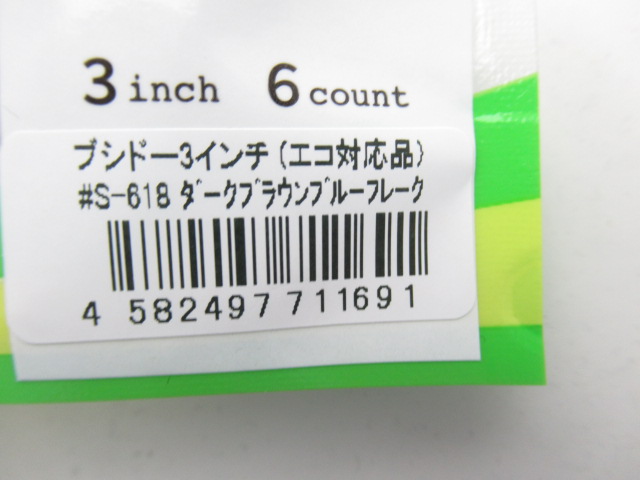 3 inch 6 count
ブシドー3インチ(エコ対応品)
#S-618 ﾀﾞｰｸﾌﾞﾗｳﾝﾌﾞﾙｰﾌﾚｰｸ
4 582497 711691